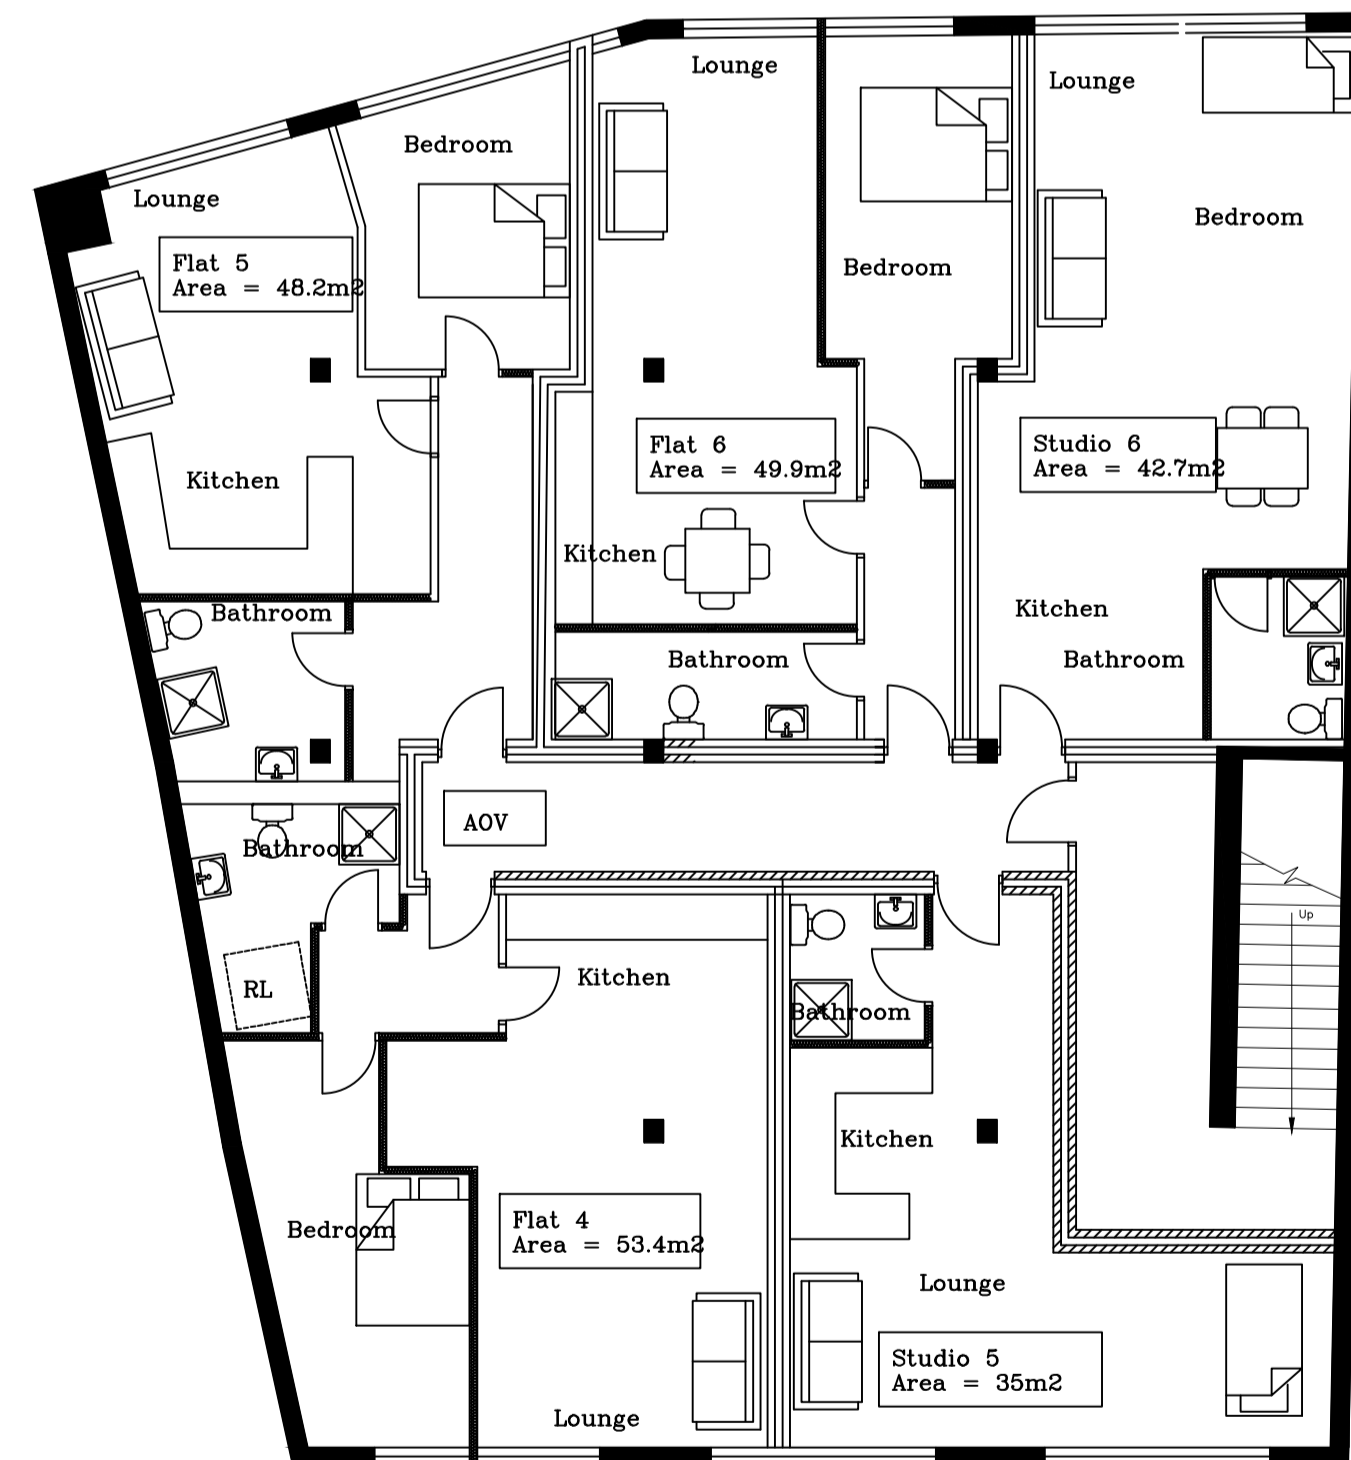 Lounge
Lounge
Bedroom
Lounge
Bedroom
Flat 5
Area = 48.2m2
Bedroom
Flat 6
Area = 49.9m2
Studio 6
Area = 42.7m2
Kitchen
Kitchen
Kitchen
Bathroom
Bathroom
Bathroom
AOV
Bathroom
Up
Kitchen
RL
Bathroom
Kitchen
Flat 4
Area = 53.4m2
Bedroom
Lounge
Studio 5
Area = 35m2
Lounge